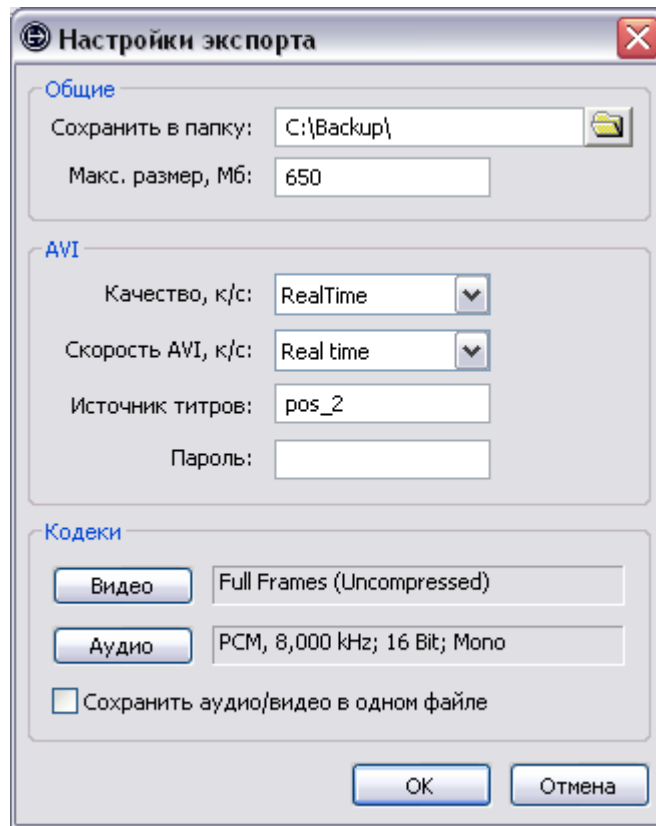 Настройки экспорта
Общие
Сохранить в папку: C:\Backup\
Макс. размер, Мб: 650
AVI
Качество, к/с: RealTime
Скорость AVI, к/с: Real time
Источник титров: pos_2
Пароль:
Кодеки
Видео Full Frames (Uncompressed)
Аудио PCM, 8,000 kHz; 16 Bit; Mono
Сохранить аудио/видео в одном файле
OK Отмена